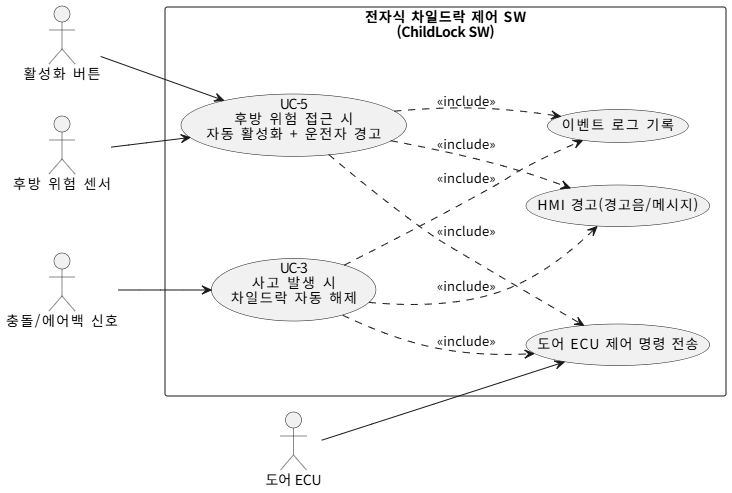 전자식 차일드락 제어 SW
(ChildLock SW)
활성화 버튼
후방 위험 센서
충돌/에어백 신호
도어 ECU
UC-5
후방 위험 접근 시
자동 활성화 + 운전자 경고
UC-3
사고 발생 시
차일드락 자동 해제
«include»
«include»
«include»
«include»
«include»
«include»
이벤트 로그 기록
HMI 경고(경고음/메시지)
도어 ECU 제어 명령 전송